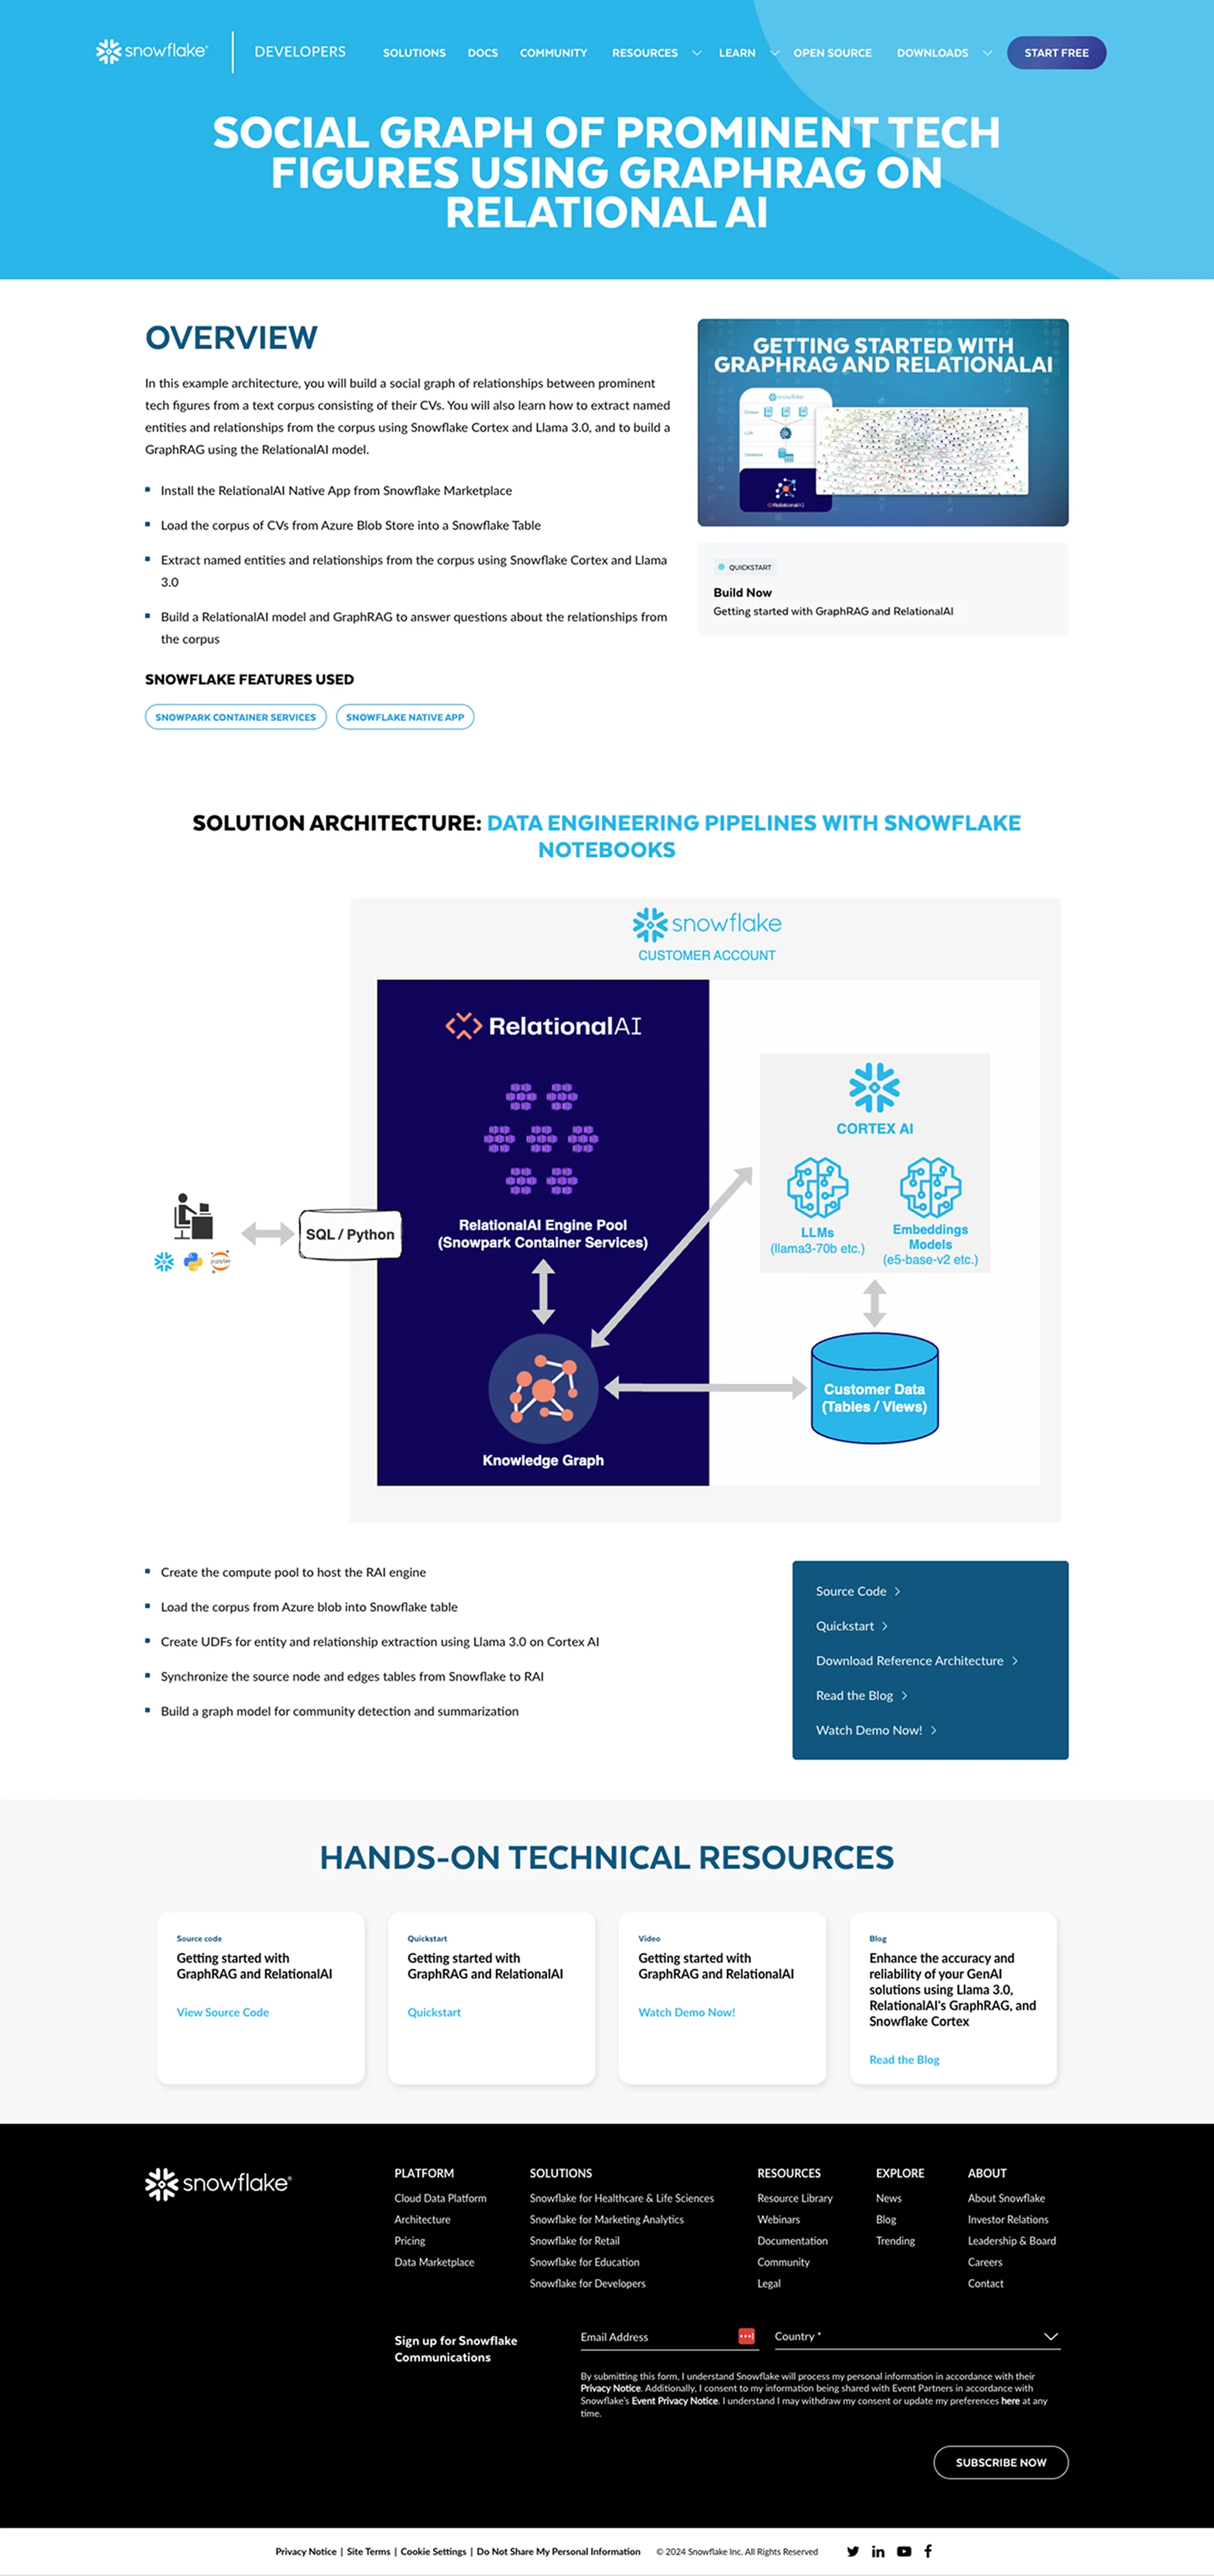 snowflake
DEVELOPERS
SOLUTIONS
DOCS
COMMUNITY
RESOURCES
LEARN
OPEN SOURCE
DOWNLOADS
START FREE
SOCIAL GRAPH OF PROMINENT TECH
FIGURES USING GRAPHRAG ON
RELATIONAL AI
OVERVIEW
In this example architecture, you will build a social graph of relationships between prominent
tech figures from a text corpus consisting of their CVs. You will also learn how to extract named
entities and relationships from the corpus using Snowflake Cortex and Llama 3.0, and to build a
GraphRAG using the RelationalAI model.
Install the RelationalAI Native App from Snowflake Marketplace
Load the corpus of CVs from Azure Blob Store into a Snowflake Table
Extract named entities and relationships from the corpus using Snowflake Cortex and Llama
3.0
Build a RelationalAI model and GraphRAG to answer questions about the relationships from
the corpus
SNOWFLAKE FEATURES USED
SNOWPARK CONTAINER SERVICES
SNOWFLAKE NATIVE APP
GETTING STARTED WITH
GRAPHRAG AND RELATIONALAI
snowflake
RelationalAI
QUICKSTART
Build Now
Getting started with GraphRAG and RelationalAI
SOLUTION ARCHITECTURE: DATA ENGINEERING PIPELINES WITH SNOWFLAKE
NOTEBOOKS
snowflake
CUSTOMER ACCOUNT
RelationalAI
CORTEX AI
LLMs
(llama3-70b etc.)
Embeddings
Models
(e5-base-v2 etc.)
SQL / Python
jupyter
RelationalAI Engine Pool
(Snowpark Container Services)
Customer Data
(Tables / Views)
Knowledge Graph
Create the compute pool to host the RAI engine
Load the corpus from Azure blob into Snowflake table
Create UDFs for entity and relationship extraction using Llama 3.0 on Cortex AI
Synchronize the source node and edges tables from Snowflake to RAI
Build a graph model for community detection and summarization
Source Code
Quickstart
Download Reference Architecture
Read the Blog
Watch Demo Now!
HANDS-ON TECHNICAL RESOURCES
Source code
Getting started with
GraphRAG and RelationalAI
View Source Code
Quickstart
Getting started with
GraphRAG and RelationalAI
Quickstart
Video
Getting started with
GraphRAG and RelationalAI
Watch Demo Now!
Blog
Enhance the accuracy and
reliability of your GenAI
solutions using Llama 3.0,
RelationalAI's GraphRAG, and
Snowflake Cortex
Read the Blog
snowflake
PLATFORM
Cloud Data Platform
Architecture
Pricing
Data Marketplace
SOLUTIONS
Snowflake for Healthcare & Life Sciences
Snowflake for Marketing Analytics
Snowflake for Retail
Snowflake for Education
Snowflake for Developers
RESOURCES
Resource Library
Webinars
Documentation
Community
Legal
EXPLORE
News
Blog
Trending
ABOUT
About Snowflake
Investor Relations
Leadership & Board
Careers
Contact
Sign up for Snowflake
Communications
Email Address
Country *
By submitting this form, I understand Snowflake will process my personal information in accordance with their
Privacy Notice. Additionally, I consent to my information being shared with Event Partners in accordance with
Snowflake's Event Privacy Notice. I understand I may withdraw my consent or update my preferences here at any
time.
SUBSCRIBE NOW
Privacy Notice | Site Terms | Cookie Settings | Do Not Share My Personal Information © 2024 Snowflake Inc. All Rights Reserved